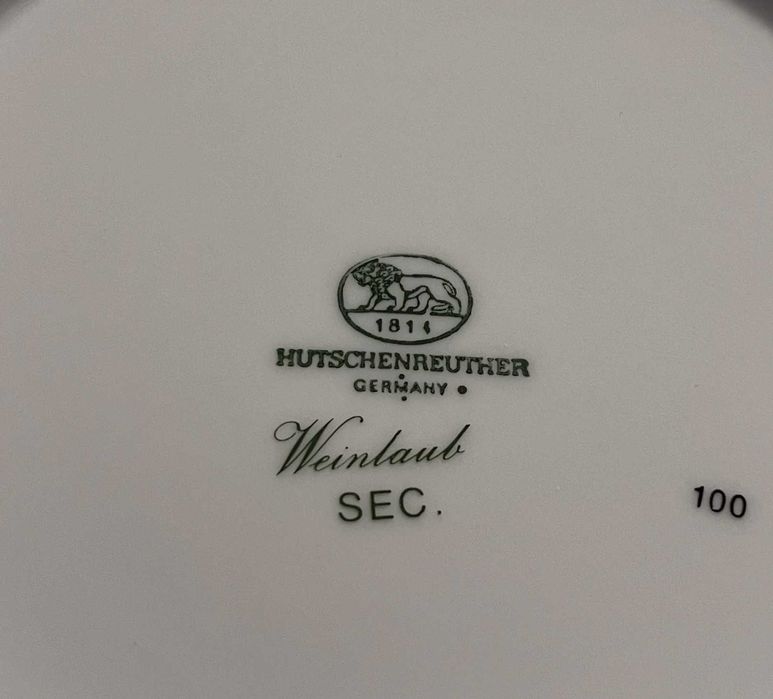 1814
HUTSCHENREUTHER
GERMANY
Weinlaub
SEC.
100